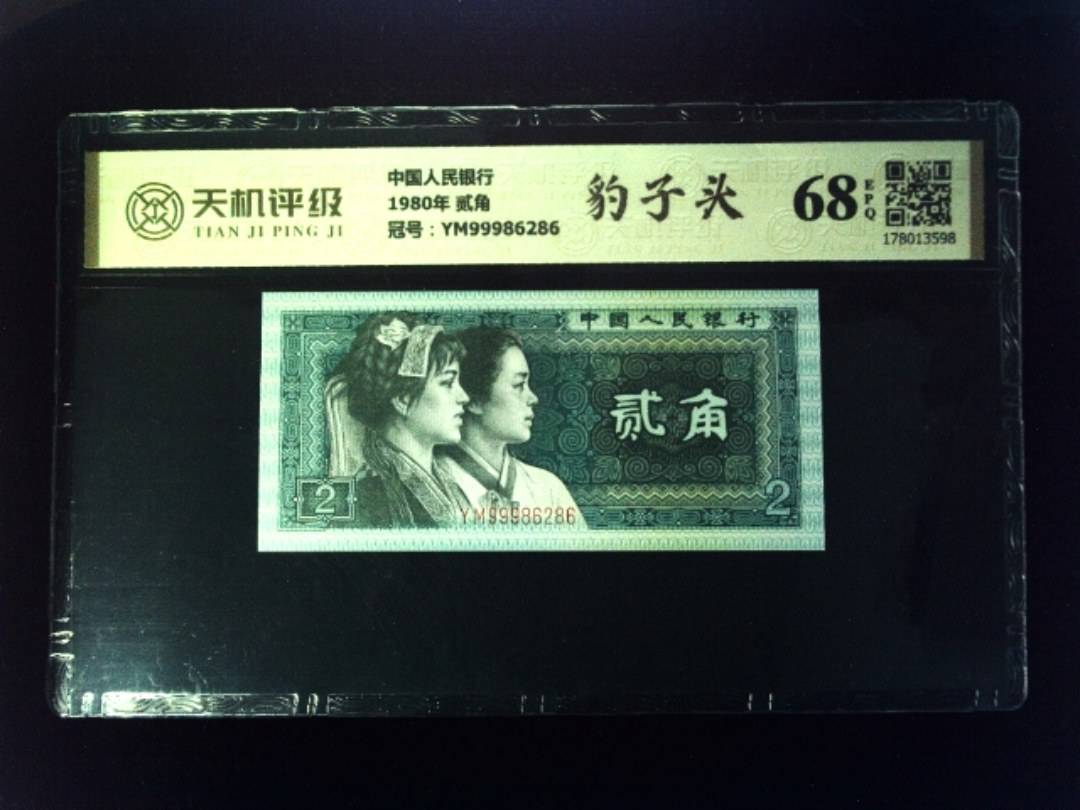 天机评级
TIAN JI PING JI
中国人民银行
1980年 贰角
冠号：YM99986286
豹子头
68
EPQ
178013598
中国人民银行
贰角
2
2
YM99986286